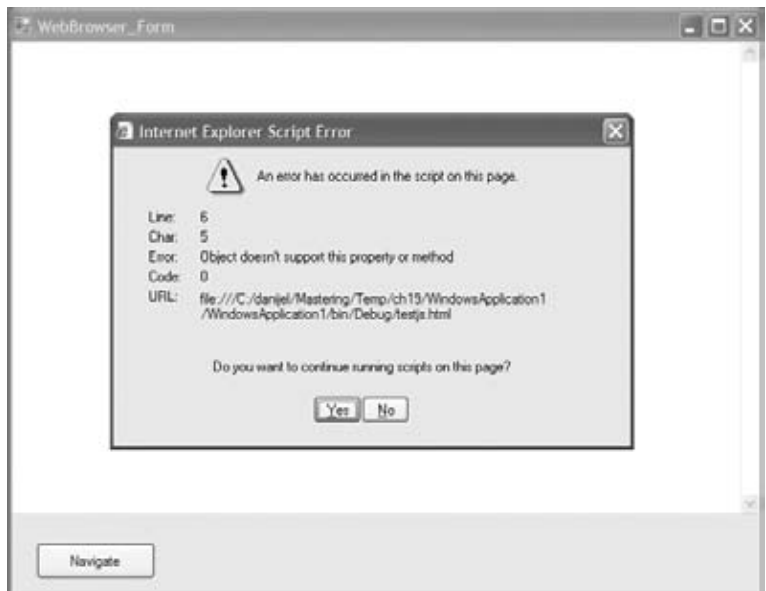 WebBrowser_Form
Internet Explorer Script Error
An error has occurred in the script on this page.
Line: 6
Char: 5
Error: Object doesn't support this property or method
Code: 0
URL: file:///C:/danijel/Mastering/Temp/ch15/WindowsApplication1
/WindowsApplication1/bin/Debug/testjs.html
Do you want to continue running scripts on this page?
Yes No
Navigate